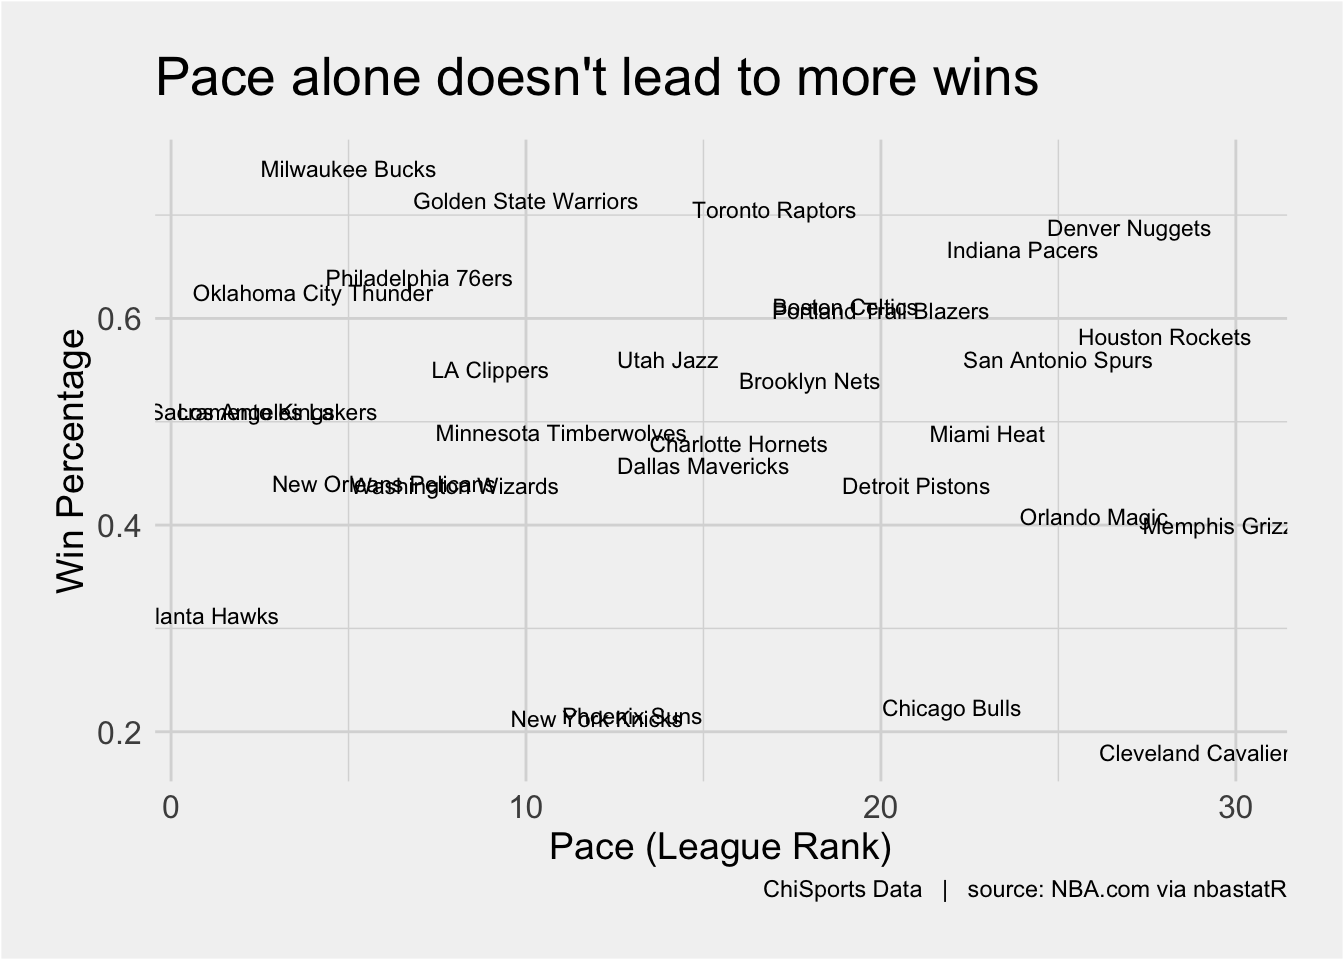 Pace alone doesn't lead to more wins
Milwaukee Bucks
Golden State Warriors
Toronto Raptors
Denver Nuggets
Indiana Pacers
Philadelphia 76ers
Oklahoma City Thunder
Boston Celtics
Portland Trail Blazers
0.6
Houston Rockets
Utah Jazz
San Antonio Spurs
LA Clippers
Brooklyn Nets
Sacramento Kings
Los Angeles Lakers
Minnesota Timberwolves
Miami Heat
Charlotte Hornets
Dallas Mavericks
New Orleans Pelicans
Washington Wizards
Detroit Pistons
Orlando Magic
0.4
Memphis Grizz
lanta Hawks
Chicago Bulls
Phoenix Suns
New York Knicks
0.2
Cleveland Cavalier
Win Percentage
0 10 20 30
Pace (League Rank)
ChiSports Data | source: NBA.com via nbastatR